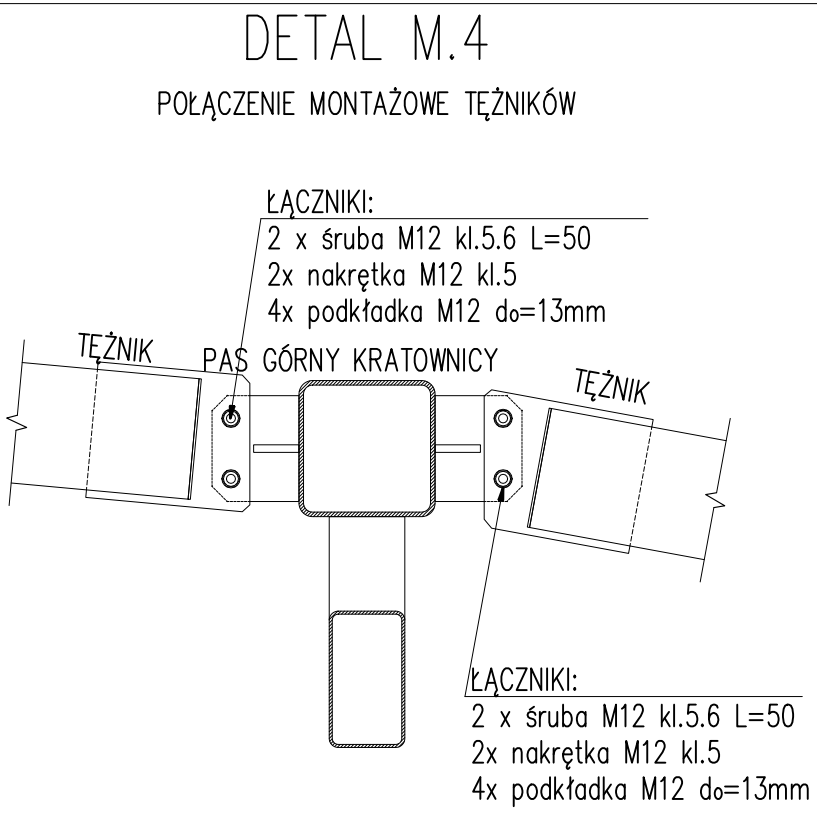 DETAL M.4
POŁĄCZENIE MONTAŻOWE TĘŻNIKÓW
ŁĄCZNIKI:
2 x śruba M12 kl.5.6 L=50
2x nakrętka M12 kl.5
4x podkładka M12 do=13mm
TĘŻNIK
PAS GÓRNY KRATOWNICY
TĘŻNIK
ŁĄCZNIKI:
2 x śruba M12 kl.5.6 L=50
2x nakrętka M12 kl.5
4x podkładka M12 do=13mm